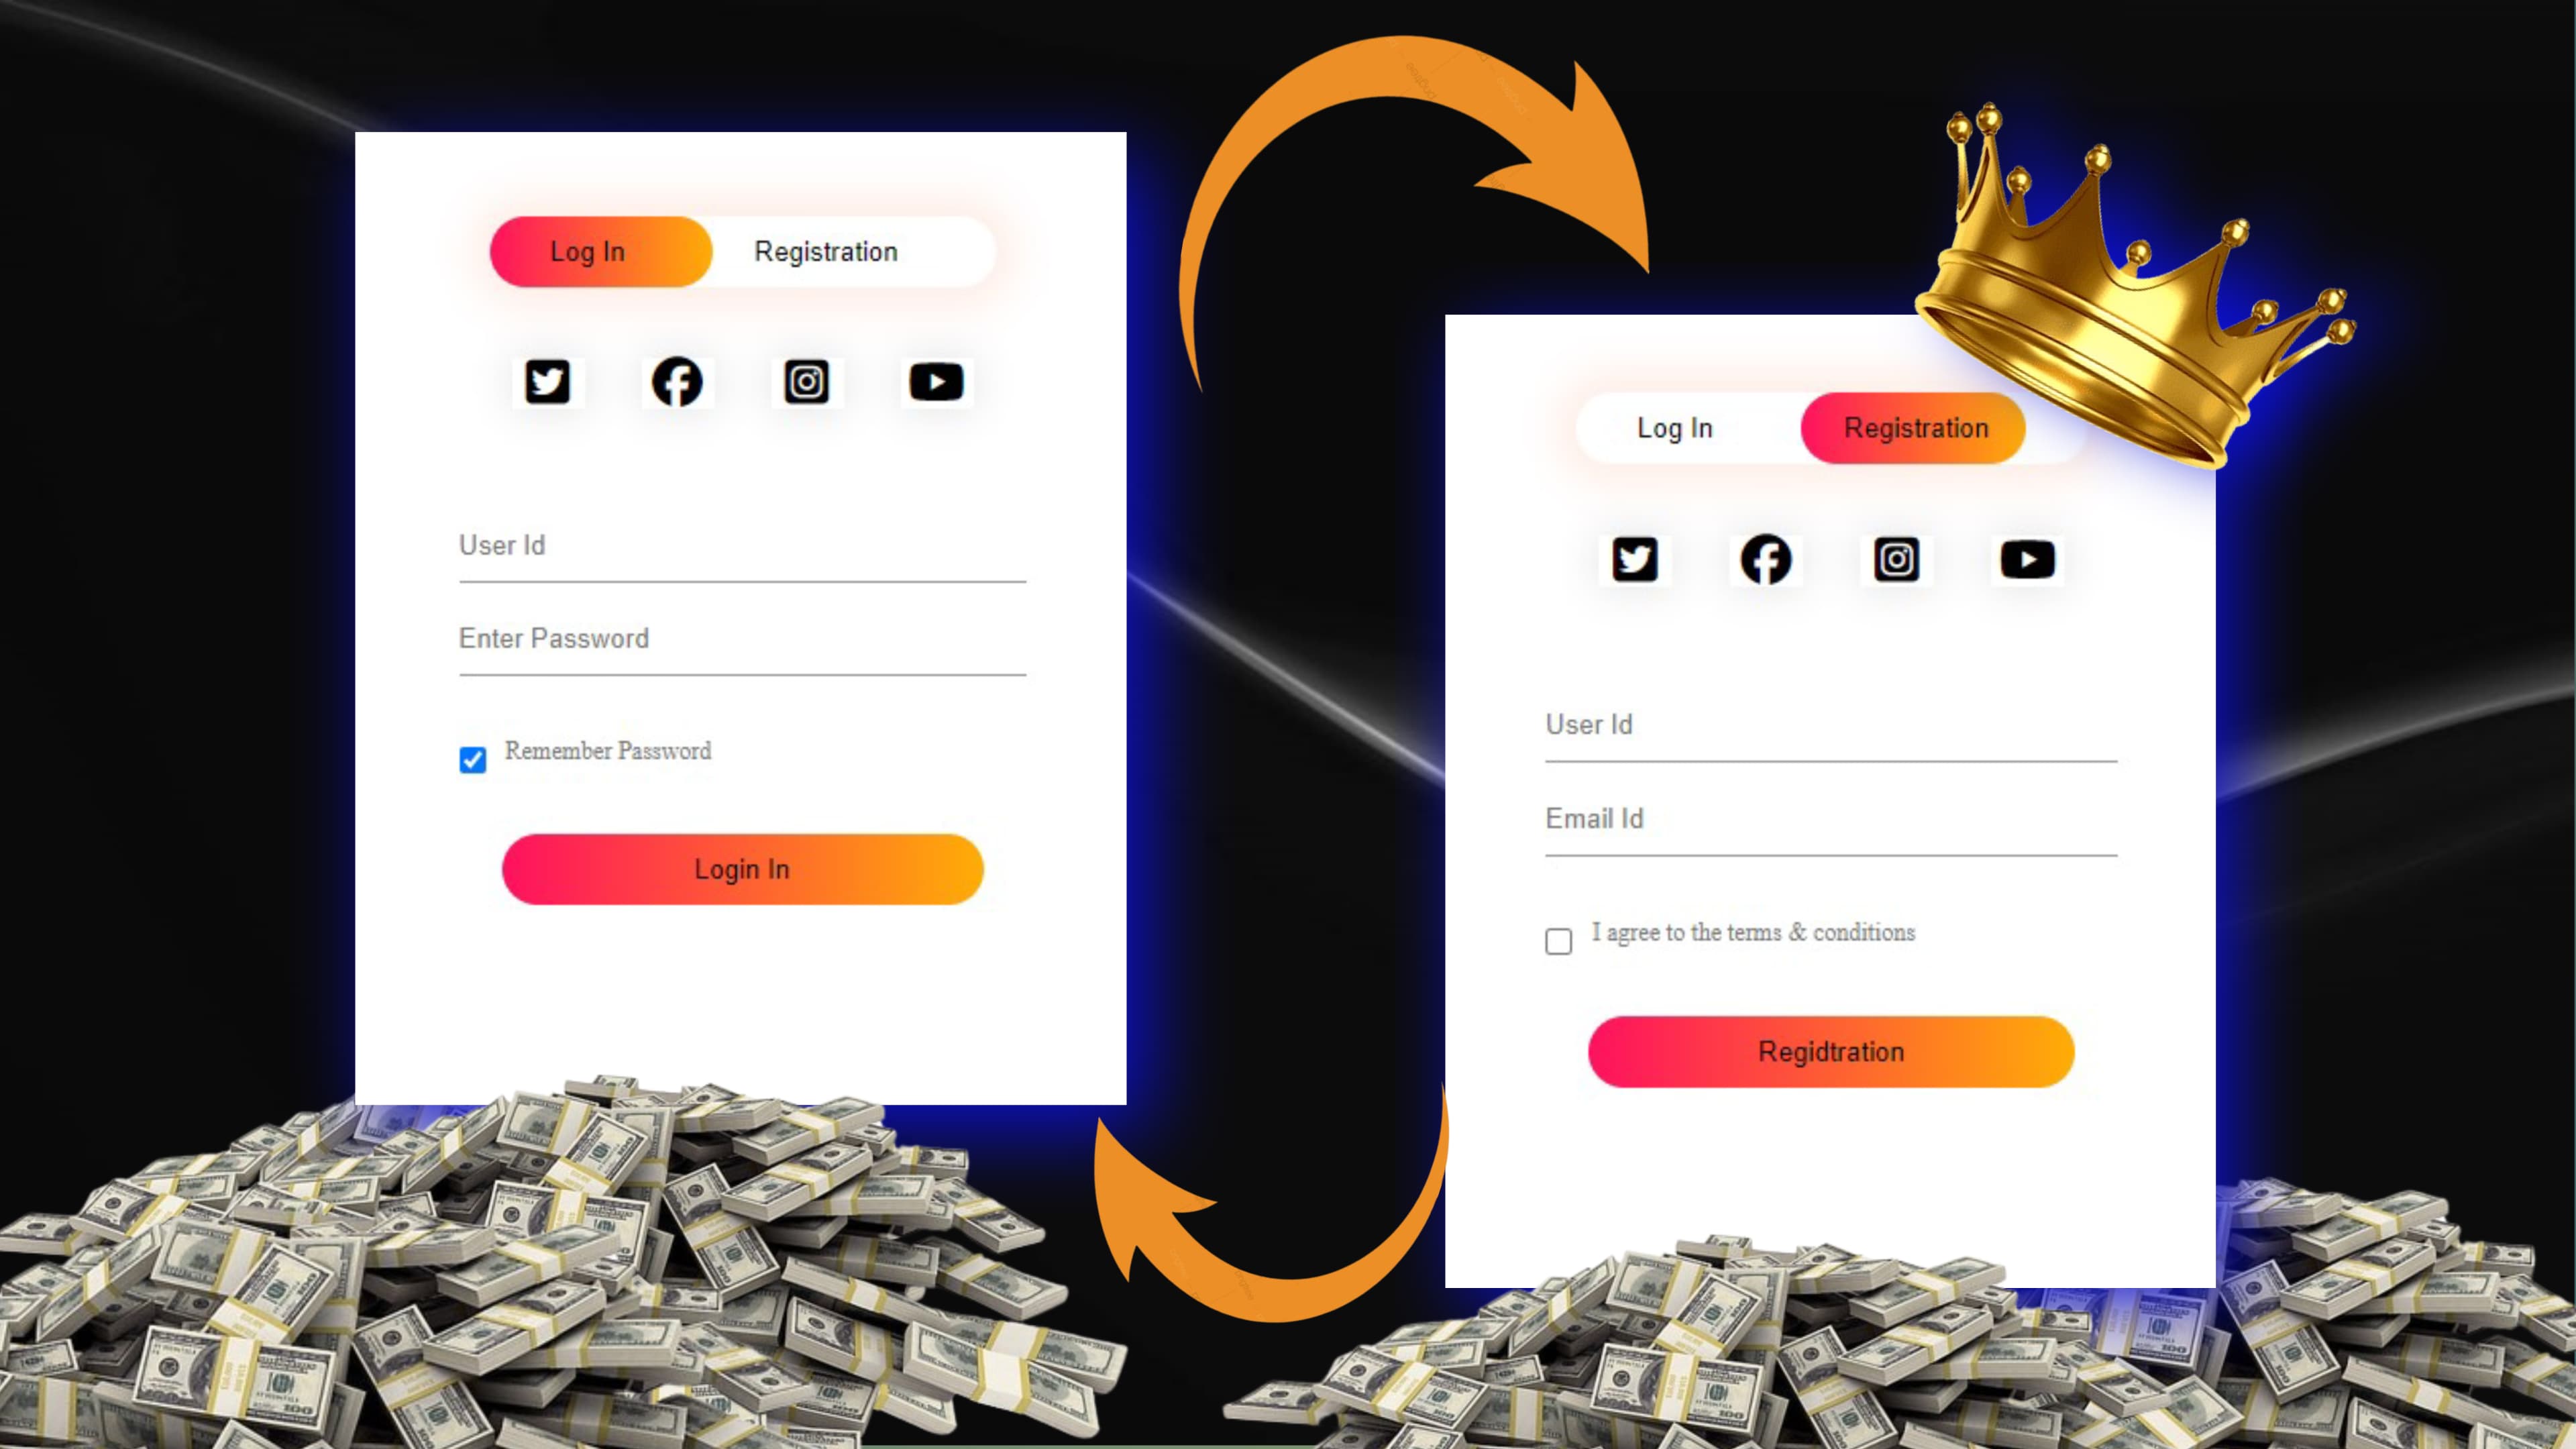 Log In
Registration
User Id
Enter Password
Remember Password
Login In
Log In
Registration
User Id
Email Id
I agree to the terms & conditions
Regidtration